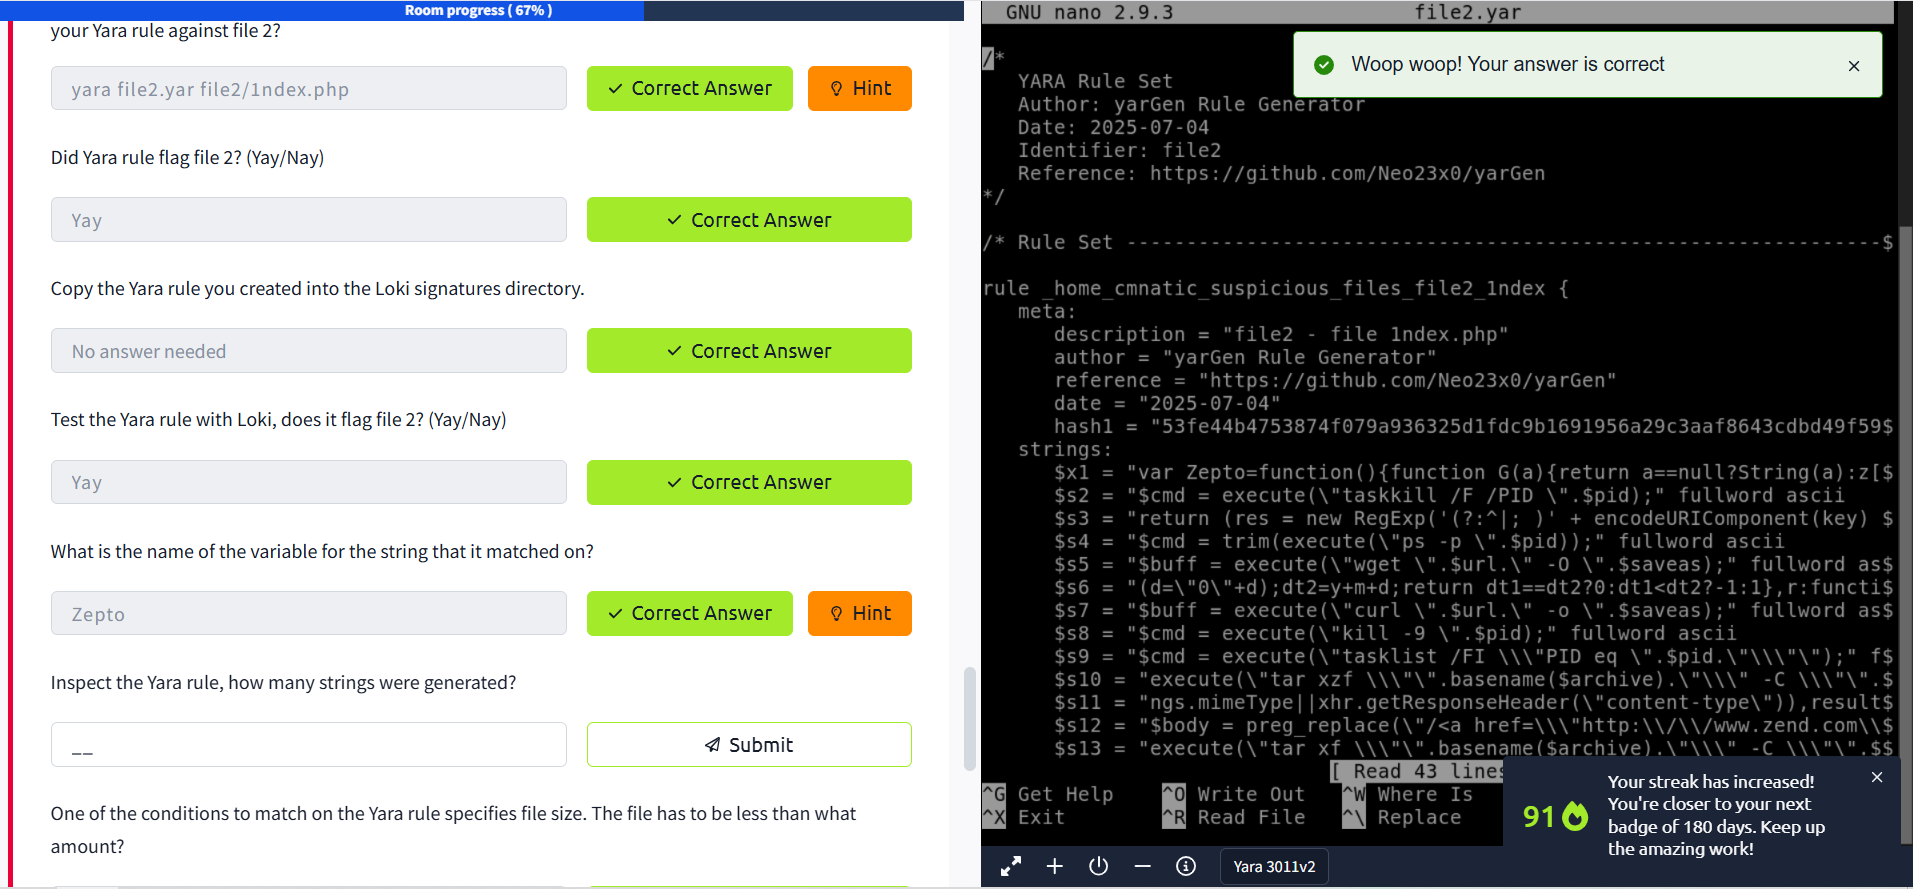 Room progress ( 67% )
your Yara rule against file 2?
yara file2.yar file2/1ndex.php
Correct Answer
Hint
Did Yara rule flag file 2? (Yay/Nay)
Yay
Correct Answer
Copy the Yara rule you created into the Loki signatures directory.
No answer needed
Correct Answer
Test the Yara rule with Loki, does it flag file 2? (Yay/Nay)
Yay
Correct Answer
What is the name of the variable for the string that it matched on?
Zepto
Correct Answer
Hint
Inspect the Yara rule, how many strings were generated?
__
Submit
One of the conditions to match on the Yara rule specifies file size. The file has to be less than what
amount?
GNU nano 2.9.3 file2.yar
Woop woop! Your answer is correct
/*
YARA Rule Set
Author: yarGen Rule Generator
Date: 2025-07-04
Identifier: file2
Reference: https://github.com/Neo23x0/yarGen
*/
/* Rule Set ---------------------------------------------------------------$
rule _home_cmnatic_suspicious_files_file2_1ndex {
meta:
description = "file2 - file 1ndex.php"
author = "yarGen Rule Generator"
reference = "https://github.com/Neo23x0/yarGen"
date = "2025-07-04"
hash1 = "53fe44b4753874f079a936325d1fdc9b1691956a29c3aaf8643cdbd49f59$
strings:
$x1 = "var Zepto=function(){function G(a){return a==null?String(a):z[$
$s2 = "$cmd = execute(\"taskkill /F /PID \".$pid);" fullword ascii
$s3 = "return (res = new RegExp('(?:^|; )' + encodeURIComponent(key) $
$s4 = "$cmd = trim(execute(\"ps -p \".$pid));" fullword ascii
$s5 = "$buff = execute(\"wget \".$url.\" -O \".$saveas);" fullword as$
$s6 = "(d=\"0\"+d);dt2=y+m+d;return dt1==dt2?0:dt1<dt2?-1:1},r:functi$
$s7 = "$buff = execute(\"curl \".$url.\" -o \".$saveas);" fullword as$
$s8 = "$cmd = execute(\"kill -9 \".$pid);" fullword ascii
$s9 = "$cmd = execute(\"tasklist /FI \\\"PID eq \".$pid.\"\\\"\");" f$
$s10 = "execute(\"tar xzf \\\"\".basename($archive).\"\\\" -C \\\"\".$
$s11 = "ngs.mimeType||xhr.getResponseHeader(\"content-type\")),result$
$s12 = "$body = preg_replace(\"/<a href=\\\"http:\\/\\/www.zend.com\\$
$s13 = "execute(\"tar xf \\\"\".basename($archive).\"\\\" -C \\\"\".$$
[ Read 43 lines
^G Get Help ^O Write Out ^W Where Is
^X Exit ^R Read File ^\ Replace
91
Your streak has increased!
You're closer to your next
badge of 180 days. Keep up
the amazing work!
Yara 3011v2